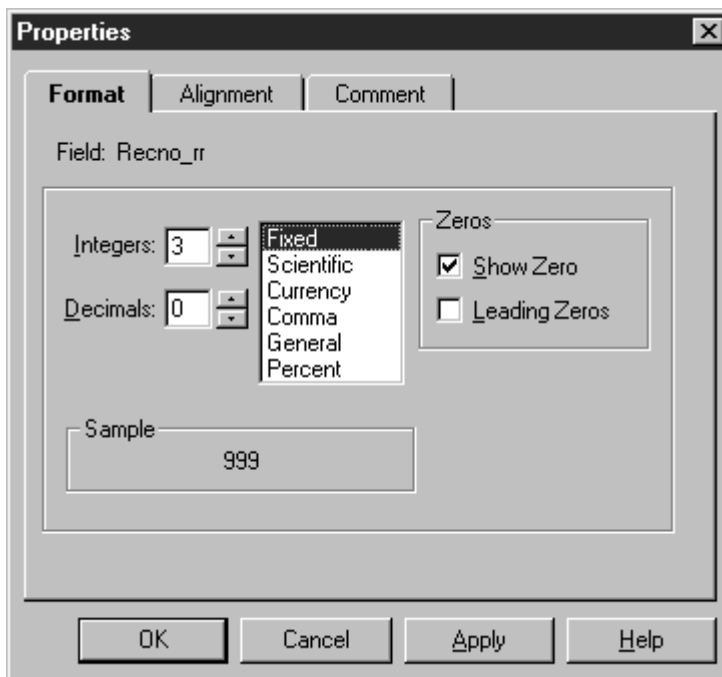 Properties
Format Alignment Comment
Field: Recno_rr
Integers: 3
Decimals: 0
Fixed
Scientific
Currency
Comma
General
Percent
Zeros
Show Zero
Leading Zeros
Sample
999
OK Cancel Apply Help